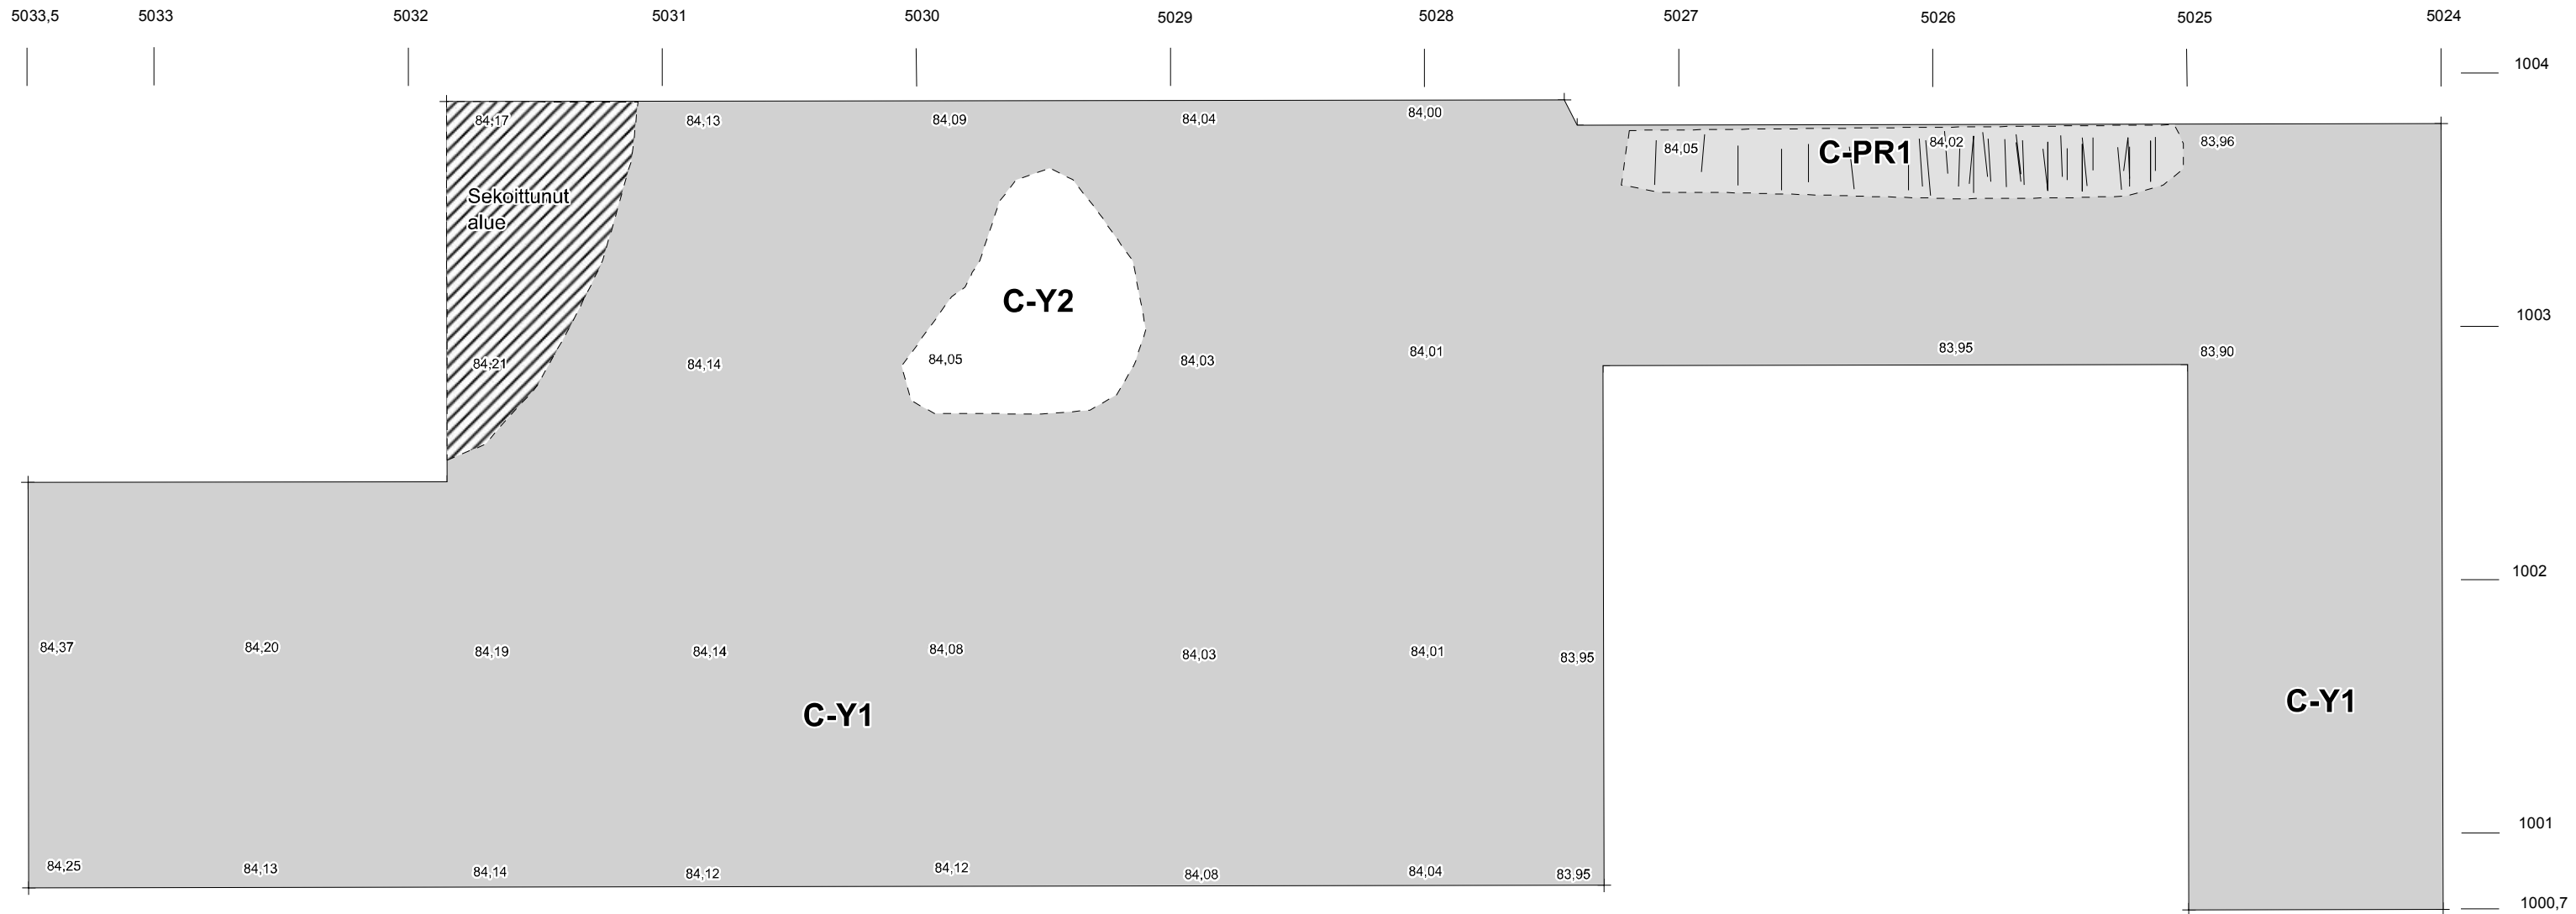 5033,5 5033 5032 5031 5030 5029 5028 5027 5026 5025 5024
1004
84,17 84,13 84,09 84,04 84,00
84,05 C-PR1 84,02 83,96
Sekoittunut
alue
C-Y2
1003
84,21 84,14 84,05 84,03 84,01 83,95 83,90
1002
84,37 84,20 84,19 84,14 84,08 84,03 84,01 83,95
C-Y1 C-Y1
1001
84,25 84,13 84,14 84,12 84,12 84,08 84,04 83,95
1000,7